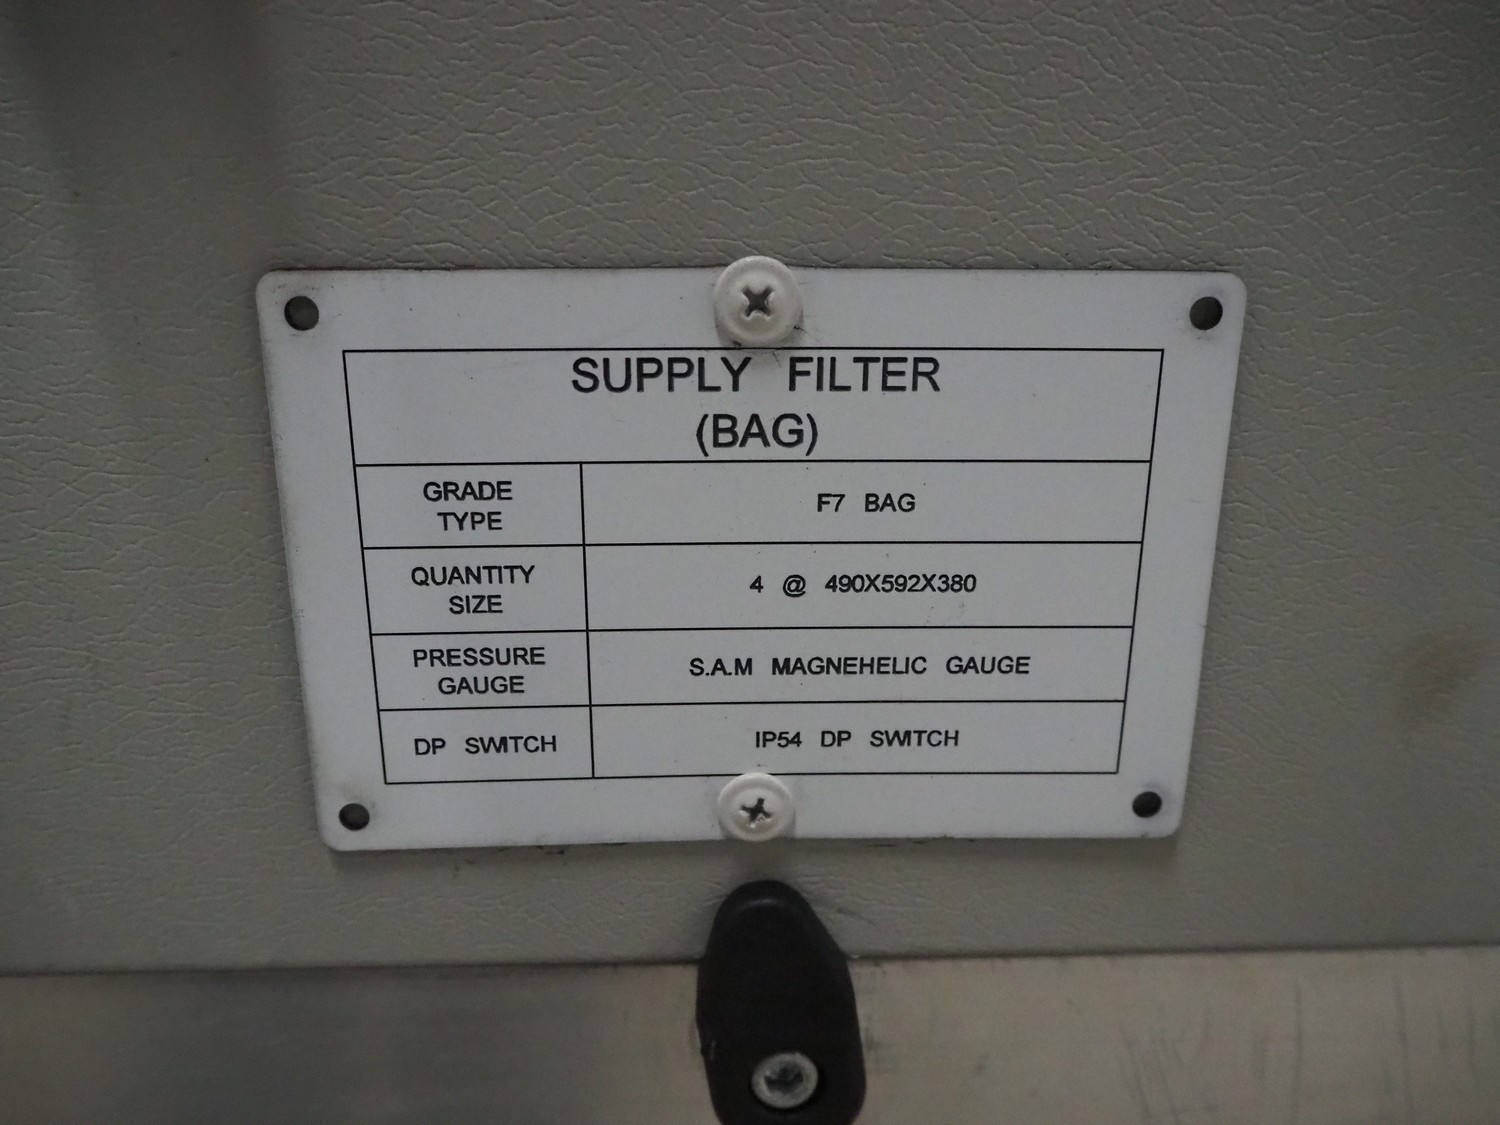 SUPPLY FILTER
(BAG)
GRADE
TYPE
F7 BAG
QUANTITY
SIZE
4 @ 490X592X380
PRESSURE
GAUGE
S.A.M MAGNEHELIC GAUGE
DP SWITCH
IP54 DP SWITCH